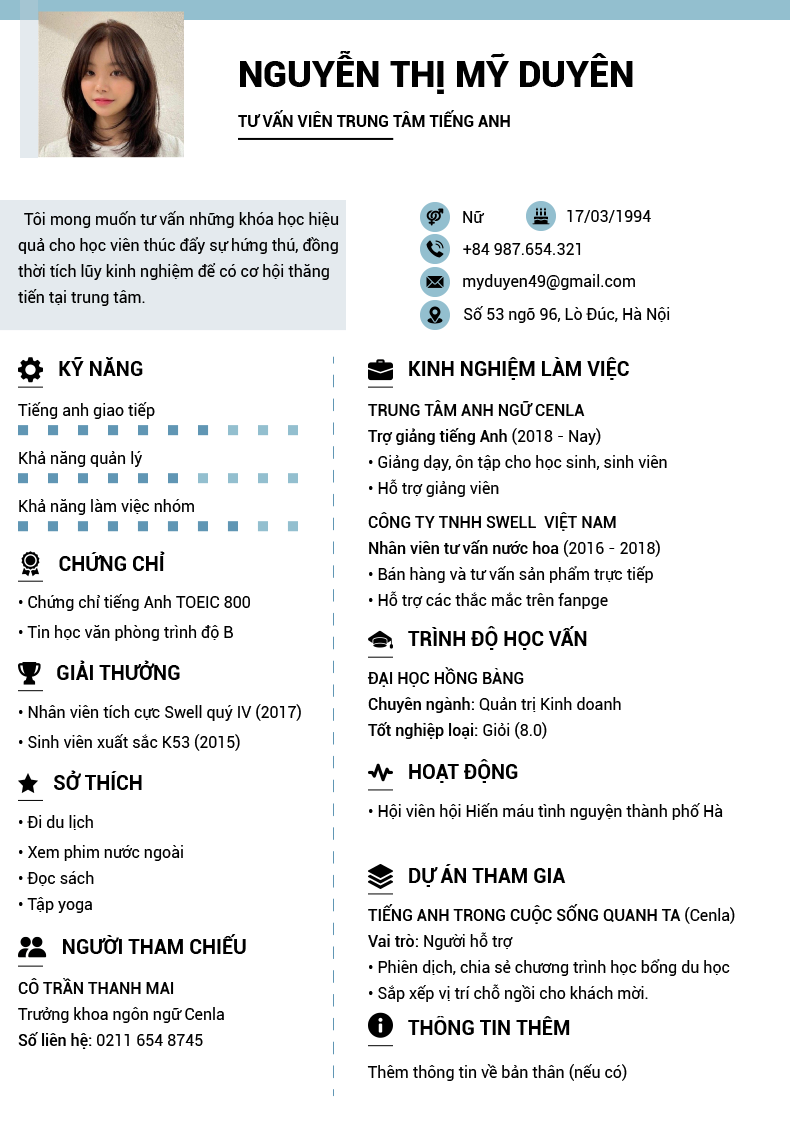 NGUYỄN THỊ MỸ DUYÊN
TƯ VẤN VIÊN TRUNG TÂM TIẾNG ANH
Tôi mong muốn tư vấn những khóa học hiệu
quả cho học viên thúc đẩy sự hứng thú, đồng
thời tích lũy kinh nghiệm để có cơ hội thăng
tiến tại trung tâm.
Nữ 17/03/1994
+84 987.654.321
myduyen49@gmail.com
Số 53 ngõ 96, Lò Đúc, Hà Nội
KỸ NĂNG
Tiếng anh giao tiếp
Khả năng quản lý
Khả năng làm việc nhóm
CHỨNG CHỈ
• Chứng chỉ tiếng Anh TOEIC 800
• Tin học văn phòng trình độ B
GIẢI THƯỞNG
• Nhân viên tích cực Swell quý IV (2017)
• Sinh viên xuất sắc K53 (2015)
SỞ THÍCH
• Đi du lịch
• Xem phim nước ngoài
• Đọc sách
• Tập yoga
NGƯỜI THAM CHIẾU
CÔ TRẦN THANH MAI
Trưởng khoa ngôn ngữ Cenla
Số liên hệ: 0211 654 8745
KINH NGHIỆM LÀM VIỆC
TRUNG TÂM ANH NGỮ CENLA
Trợ giảng tiếng Anh (2018 - Nay)
• Giảng dạy, ôn tập cho học sinh, sinh viên
• Hỗ trợ giảng viên
CÔNG TY TNHH SWELL VIỆT NAM
Nhân viên tư vấn nước hoa (2016 - 2018)
• Bán hàng và tư vấn sản phẩm trực tiếp
• Hỗ trợ các thắc mắc trên fanpge
TRÌNH ĐỘ HỌC VẤN
ĐẠI HỌC HỒNG BÀNG
Chuyên ngành: Quản trị Kinh doanh
Tốt nghiệp loại: Giỏi (8.0)
HOẠT ĐỘNG
• Hội viên hội Hiến máu tình nguyện thành phố Hà
DỰ ÁN THAM GIA
TIẾNG ANH TRONG CUỘC SỐNG QUANH TA (Cenla)
Vai trò: Người hỗ trợ
• Phiên dịch, chia sẻ chương trình học bổng du học
• Sắp xếp vị trí chỗ ngồi cho khách mời.
THÔNG TIN THÊM
Thêm thông tin về bản thân (nếu có)